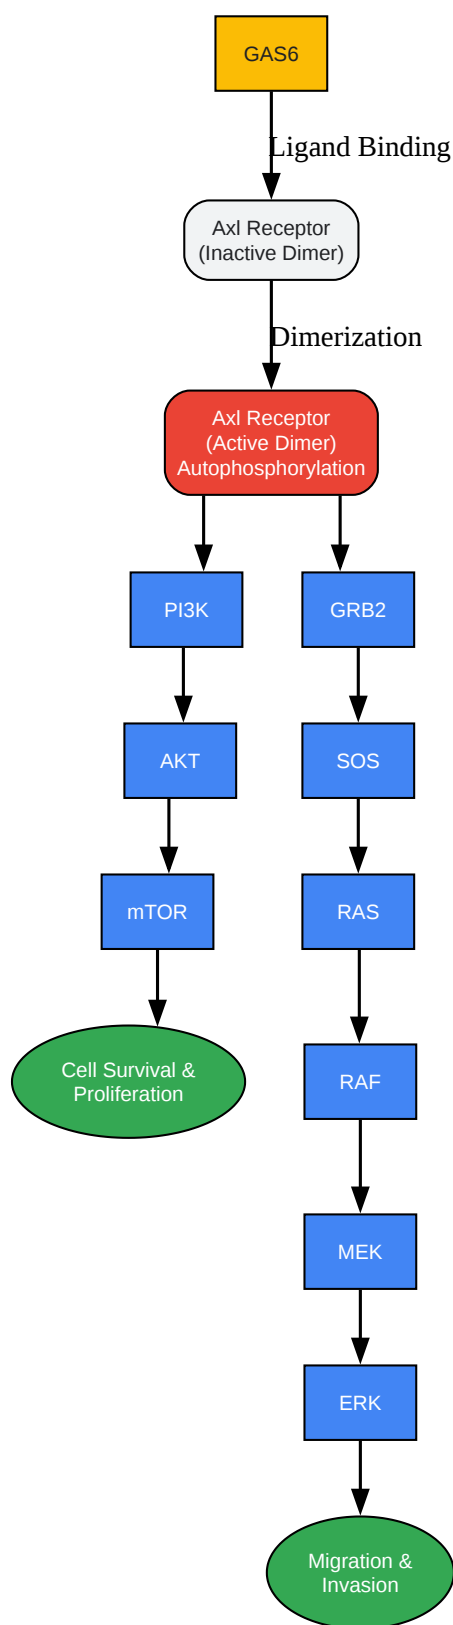 GAS6
Ligand Binding
Axl Receptor
(Inactive Dimer)
Dimerization
Axl Receptor
(Active Dimer)
Autophosphorylation
PI3K
GRB2
AKT
SOS
mTOR
RAS
Cell Survival &
Proliferation
RAF
MEK
ERK
Migration &
Invasion